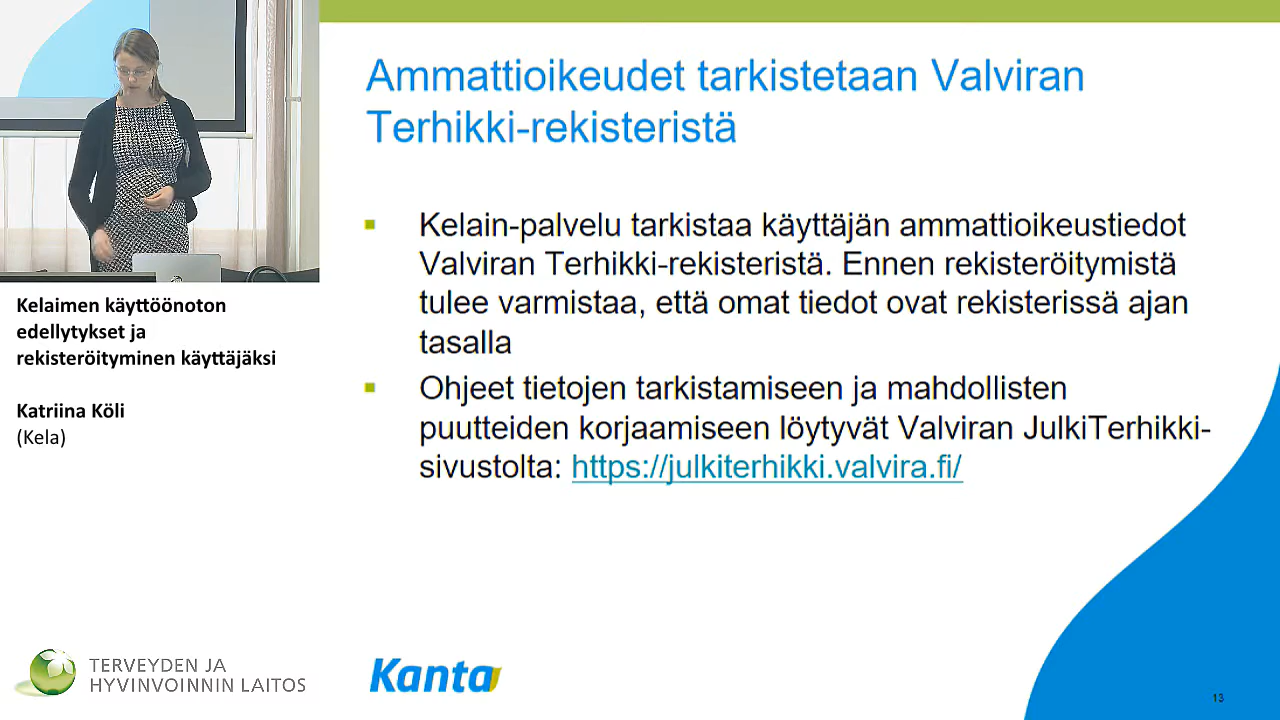 Ammattioikeudet tarkistetaan Valviran
Terhikki-rekisteristä
Kelain-palvelu tarkistaa käyttäjän ammattioikeustiedot
Valviran Terhikki-rekisteristä. Ennen rekisteröitymistä
tulee varmistaa, että omat tiedot ovat rekisterissä ajan
tasalla
Ohjeet tietojen tarkistamiseen ja mahdollisten
puutteiden korjaamiseen löytyvät Valviran JulkiTerhikki-
sivustolta: https://julkiterhikki.valvira.fi/
Kelaimen käyttöönoton
edellytykset ja
rekisteröityminen käyttäjäksi
Katriina Köli
(Kela)
TERVEYDEN JA
HYVINVOINNIN LAITOS
Kanta
13